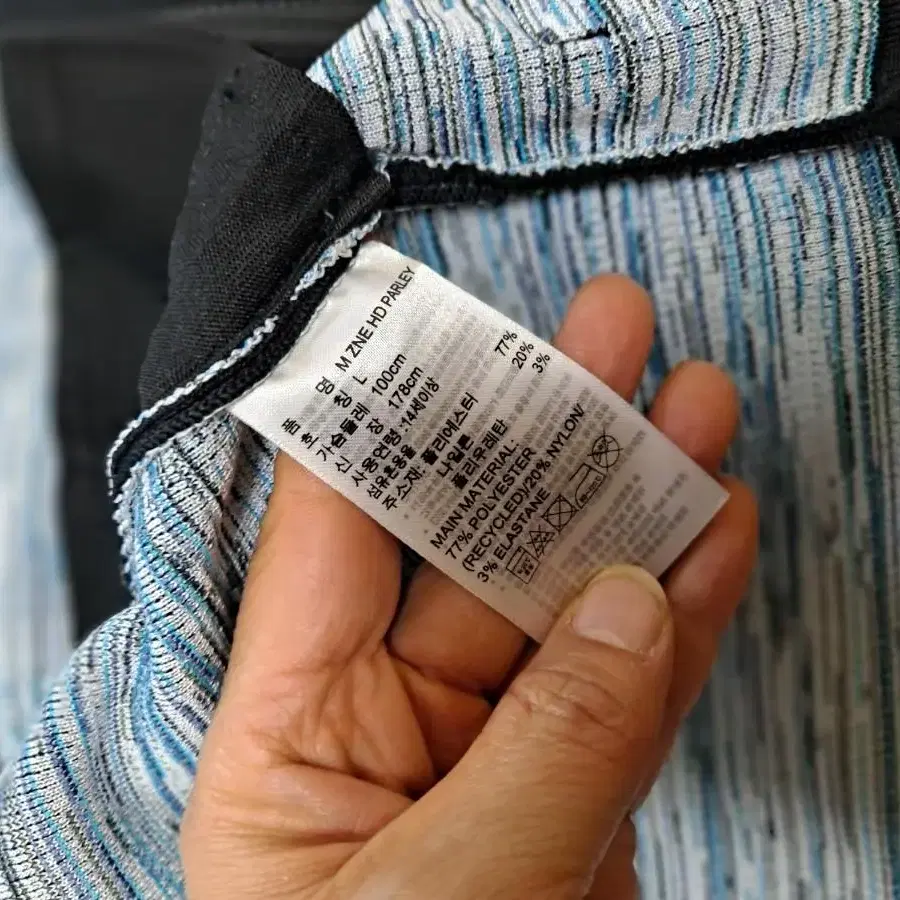 품 명 M ZNE HD PARLEY
호 칭 L
가슴둘레 100cm
신 장 178cm
사용연령:14세이상
섬유혼용율
주소재: 폴리에스터 77%
나일론 20%
폴리우레탄 3%
MAIN MATERIAL:
77% POLYESTER
(RECYCLED)/20% NYLON/
3% ELASTANE